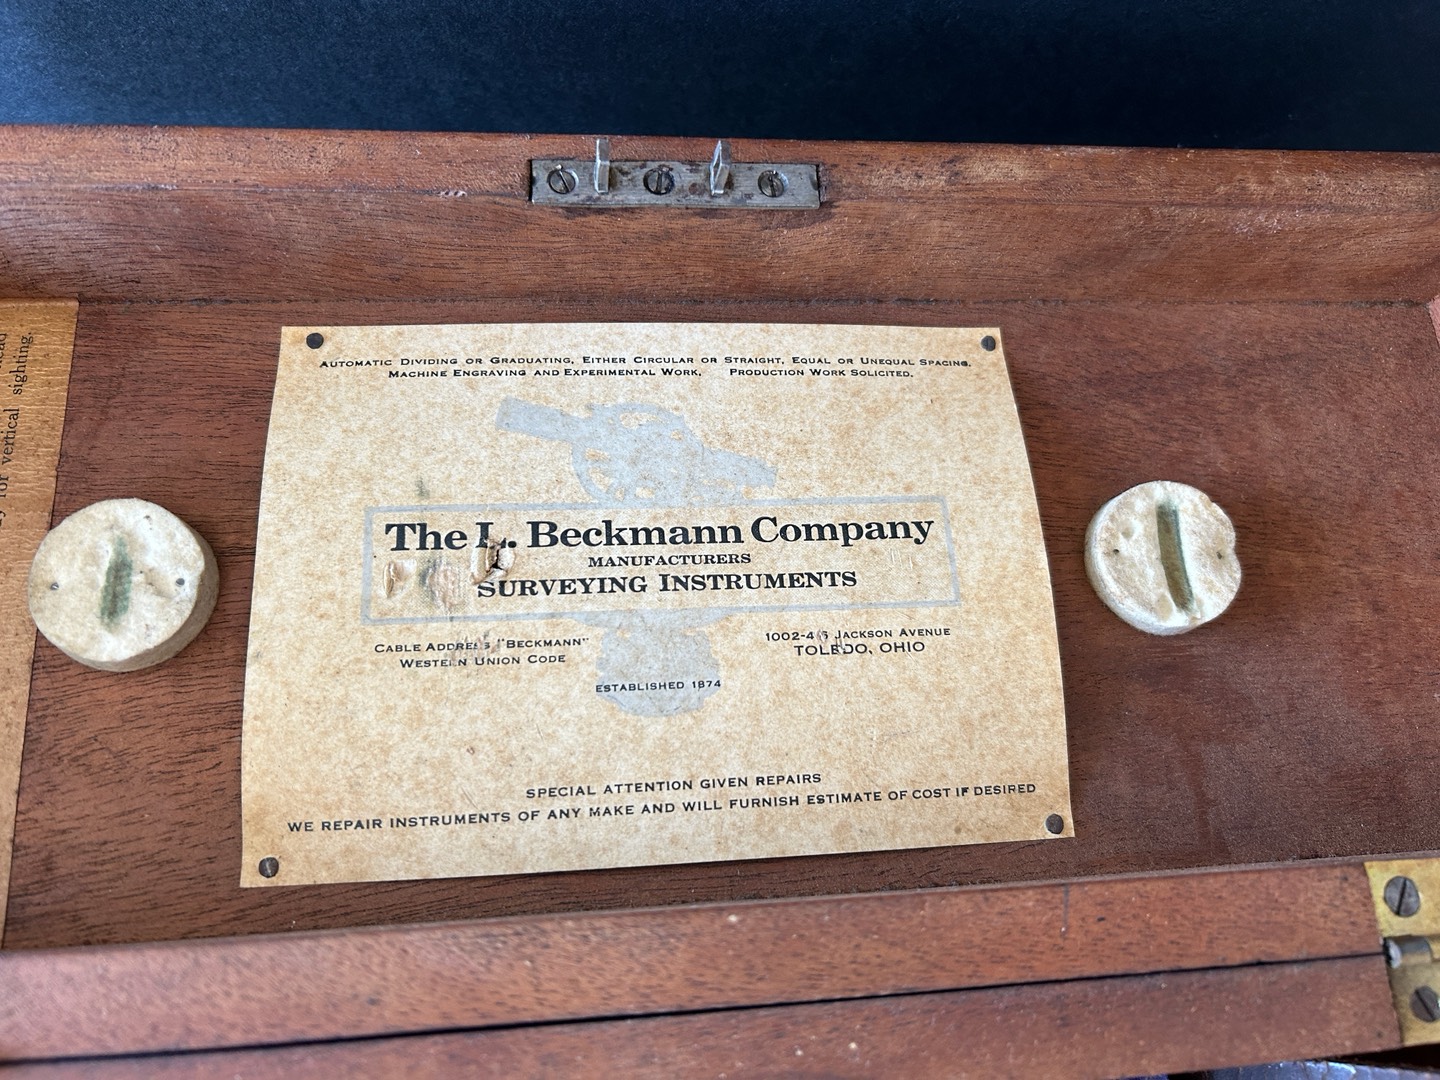 AUTOMATIC DIVIDING OR GRADUATING, EITHER CIRCULAR OR STRAIGHT, EQUAL OR UNEQUAL SPACING.
MACHINE ENGRAVING AND EXPERIMENTAL WORK. PRODUCTION WORK SOLICITED.
The L. Beckmann Company
MANUFACTURERS
SURVEYING INSTRUMENTS
CABLE ADDRESS "BECKMANN"
WESTERN UNION CODE
1002-4-6 JACKSON AVENUE
TOLEDO, OHIO
ESTABLISHED 1874
SPECIAL ATTENTION GIVEN REPAIRS
WE REPAIR INSTRUMENTS OF ANY MAKE AND WILL FURNISH ESTIMATE OF COST IF DESIRED
for vertical sighting.